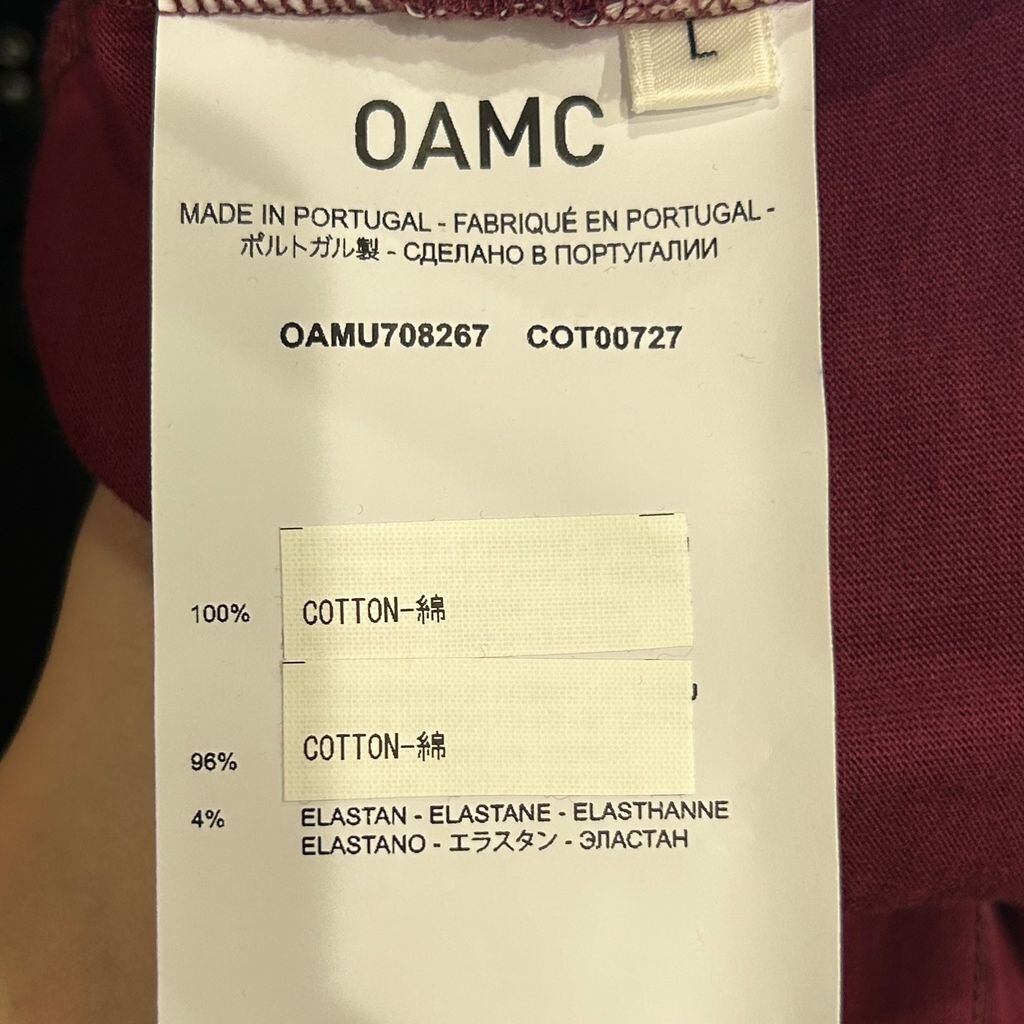 L
OAMC
MADE IN PORTUGAL - FABRIQUÉ EN PORTUGAL -
ポルトガル製 - СДЕЛАНО В ПОРТУГАЛИИ
OAMU708267 COT00727
100% COTTON-綿
96% COTTON-綿
4% ELASTAN - ELASTANE - ELASTHANNE
ELASTANO - エラスタン - ЭЛАСТАН